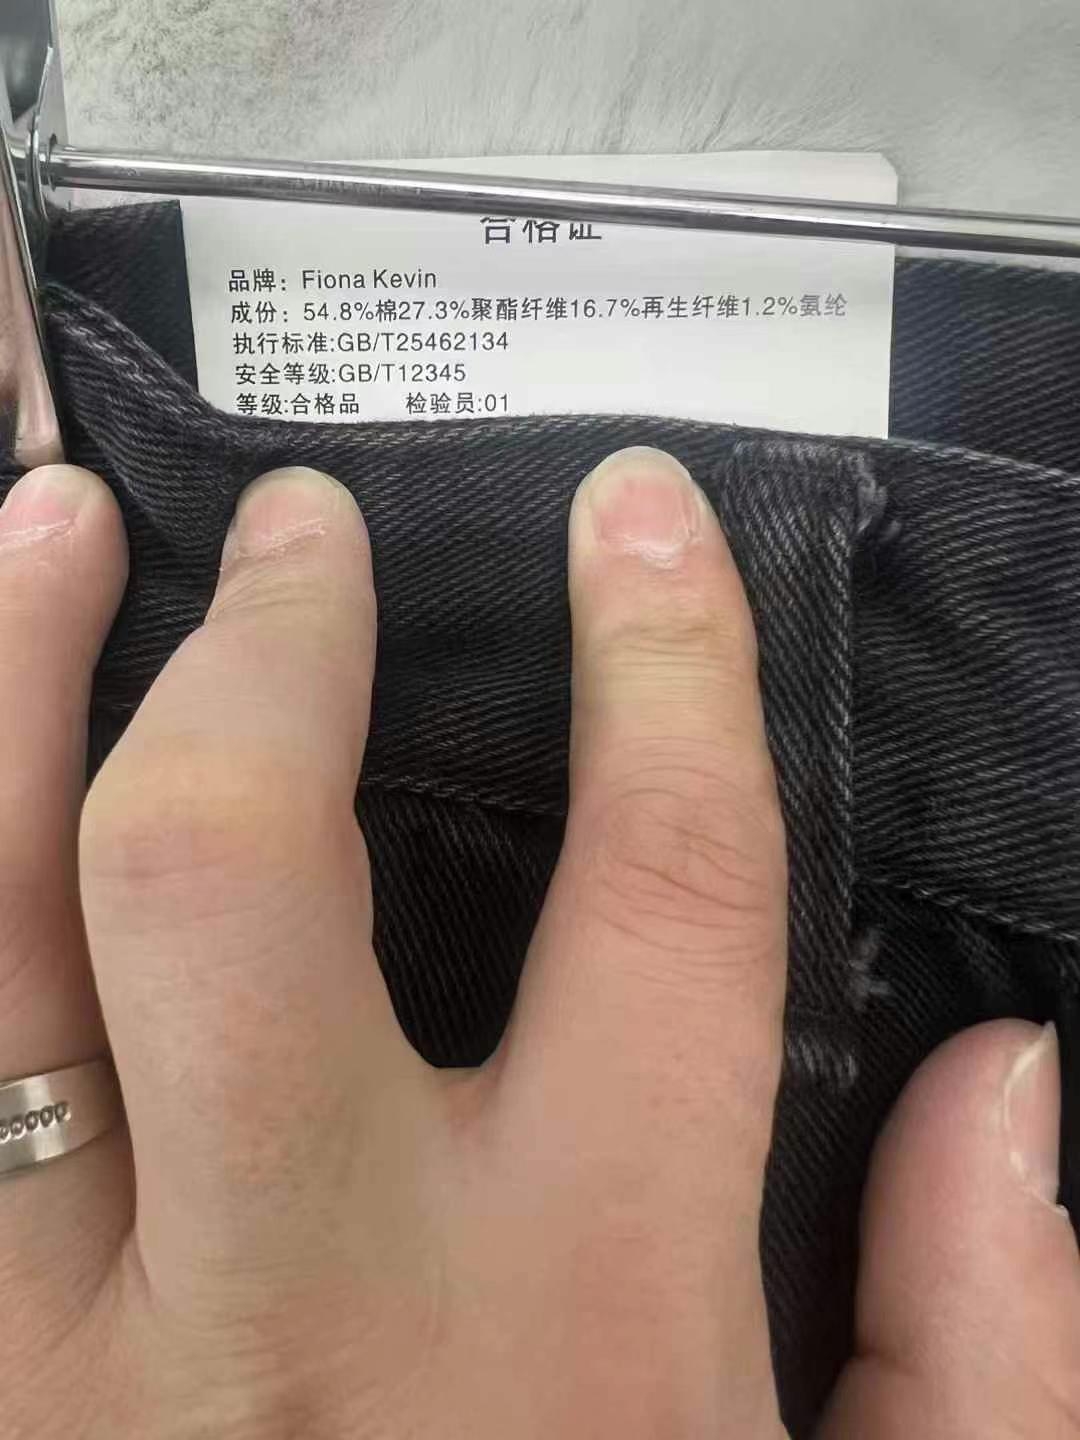 合格证
品牌：Fiona Kevin
成份：54.8%棉27.3%聚酯纤维16.7%再生纤维1.2%氨纶
执行标准:GB/T25462134
安全等级:GB/T12345
等级:合格品 检验员:01